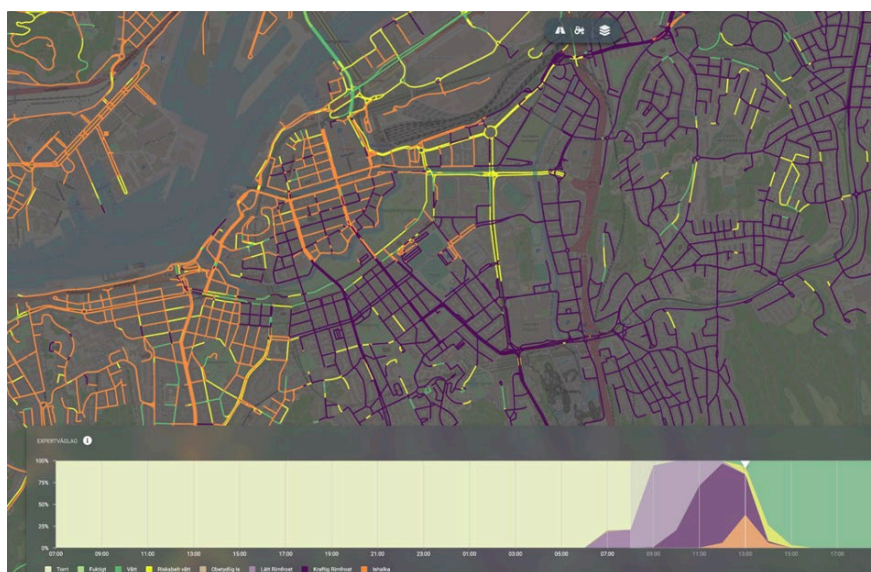 EXPERTVÄGLAG i
100%
75%
50%
25%
0%
07:00 09:00 11:00 13:00 15:00 17:00 19:00 21:00 23:00 01:00 03:00 05:00 07:00 09:00 11:00 13:00 15:00 17:00
Torrt Fuktigt Vått Riskabelt vått Obetydlig is Lätt Rimfrost Kraftig Rimfrost Ishalka